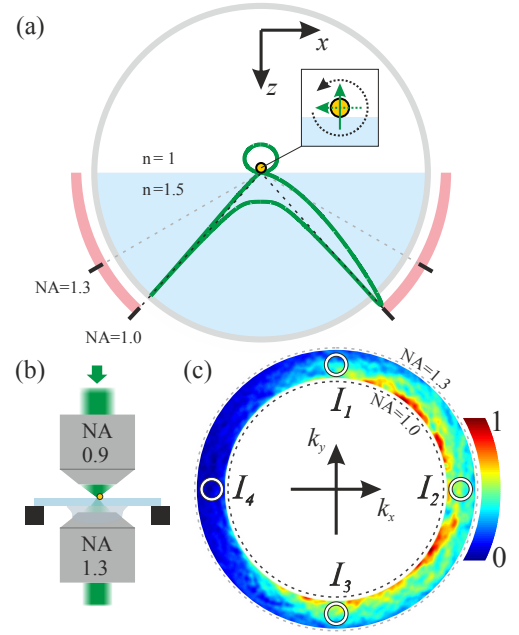 (a)
x
z
n=1
n=1.5
NA=1.3
NA=1.0
(b)
NA
0.9
NA
1.3
(c)
NA=1.3
NA=1.0
I1
ky
1
I4
I2
kx
0
I3